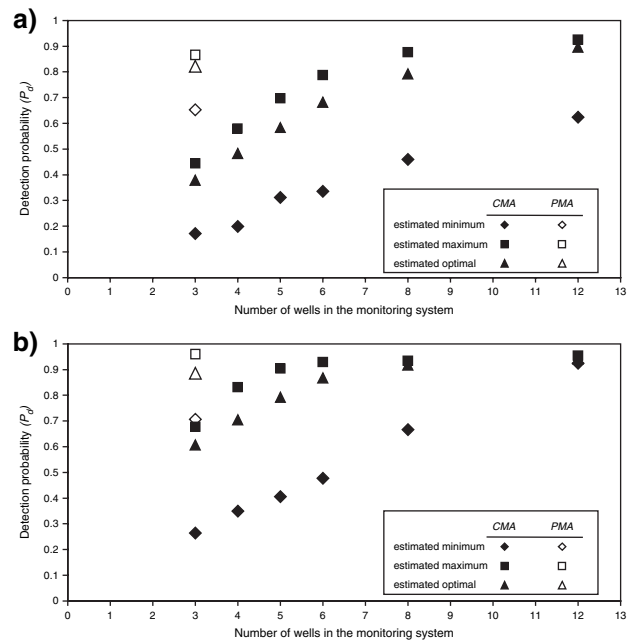 a)
Detection probability (Pd)
1
0.9
0.8
0.7
0.6
0.5
0.4
0.3
0.2
0.1
0
CMA PMA
estimated minimum
estimated maximum
estimated optimal
0 1 2 3 4 5 6 7 8 9 10 11 12 13
Number of wells in the monitoring system
b)
Detection probability (Pd)
1
0.9
0.8
0.7
0.6
0.5
0.4
0.3
0.2
0.1
0
CMA PMA
estimated minimum
estimated maximum
estimated optimal
0 1 2 3 4 5 6 7 8 9 10 11 12 13
Number of wells in the monitoring system